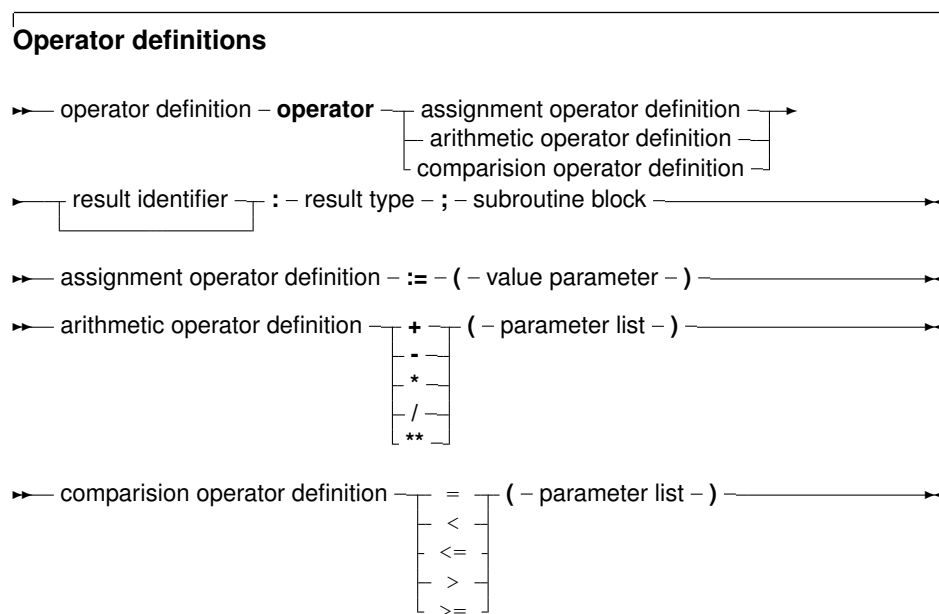 Operator definitions
operator definition – operator – assignment operator definition
arithmetic operator definition
comparision operator definition
result identifier : – result type – ; – subroutine block
assignment operator definition – := – ( – value parameter – )
arithmetic operator definition + ( – parameter list – )
-
*
/
**
comparision operator definition = ( – parameter list – )
<
<=
>
>=